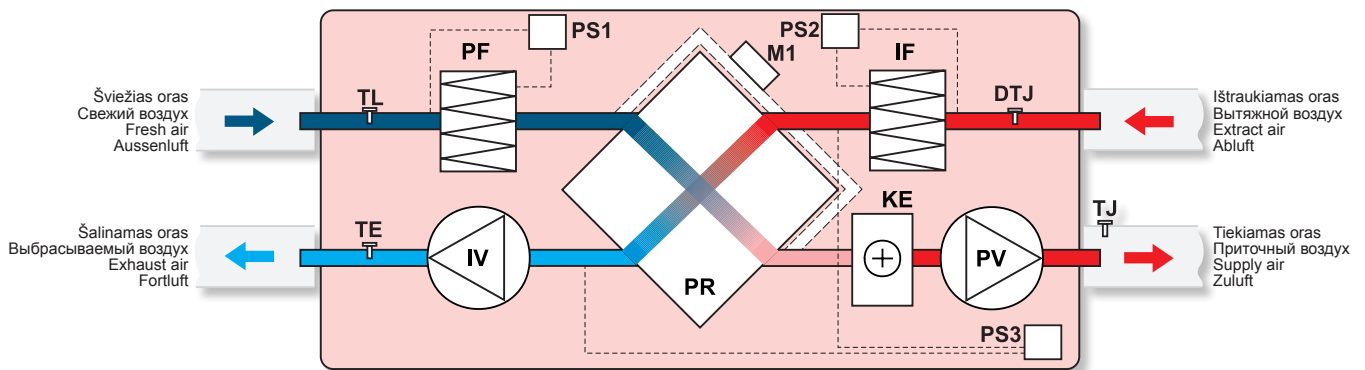 Šviežias oras
Свежий воздух
Fresh air
Aussenluft
TL
PF
PS1
M1
PS2
IF
DTJ
Ištraukiamas oras
Вытяжной воздух
Extract air
Abluft
Šalinamas oras
Выбрасываемый воздух
Exhaust air
Fortluft
TE
IV
PR
KE
PV
TJ
PS3
Tiekiamas oras
Приточный воздух
Supply air
Zuluft